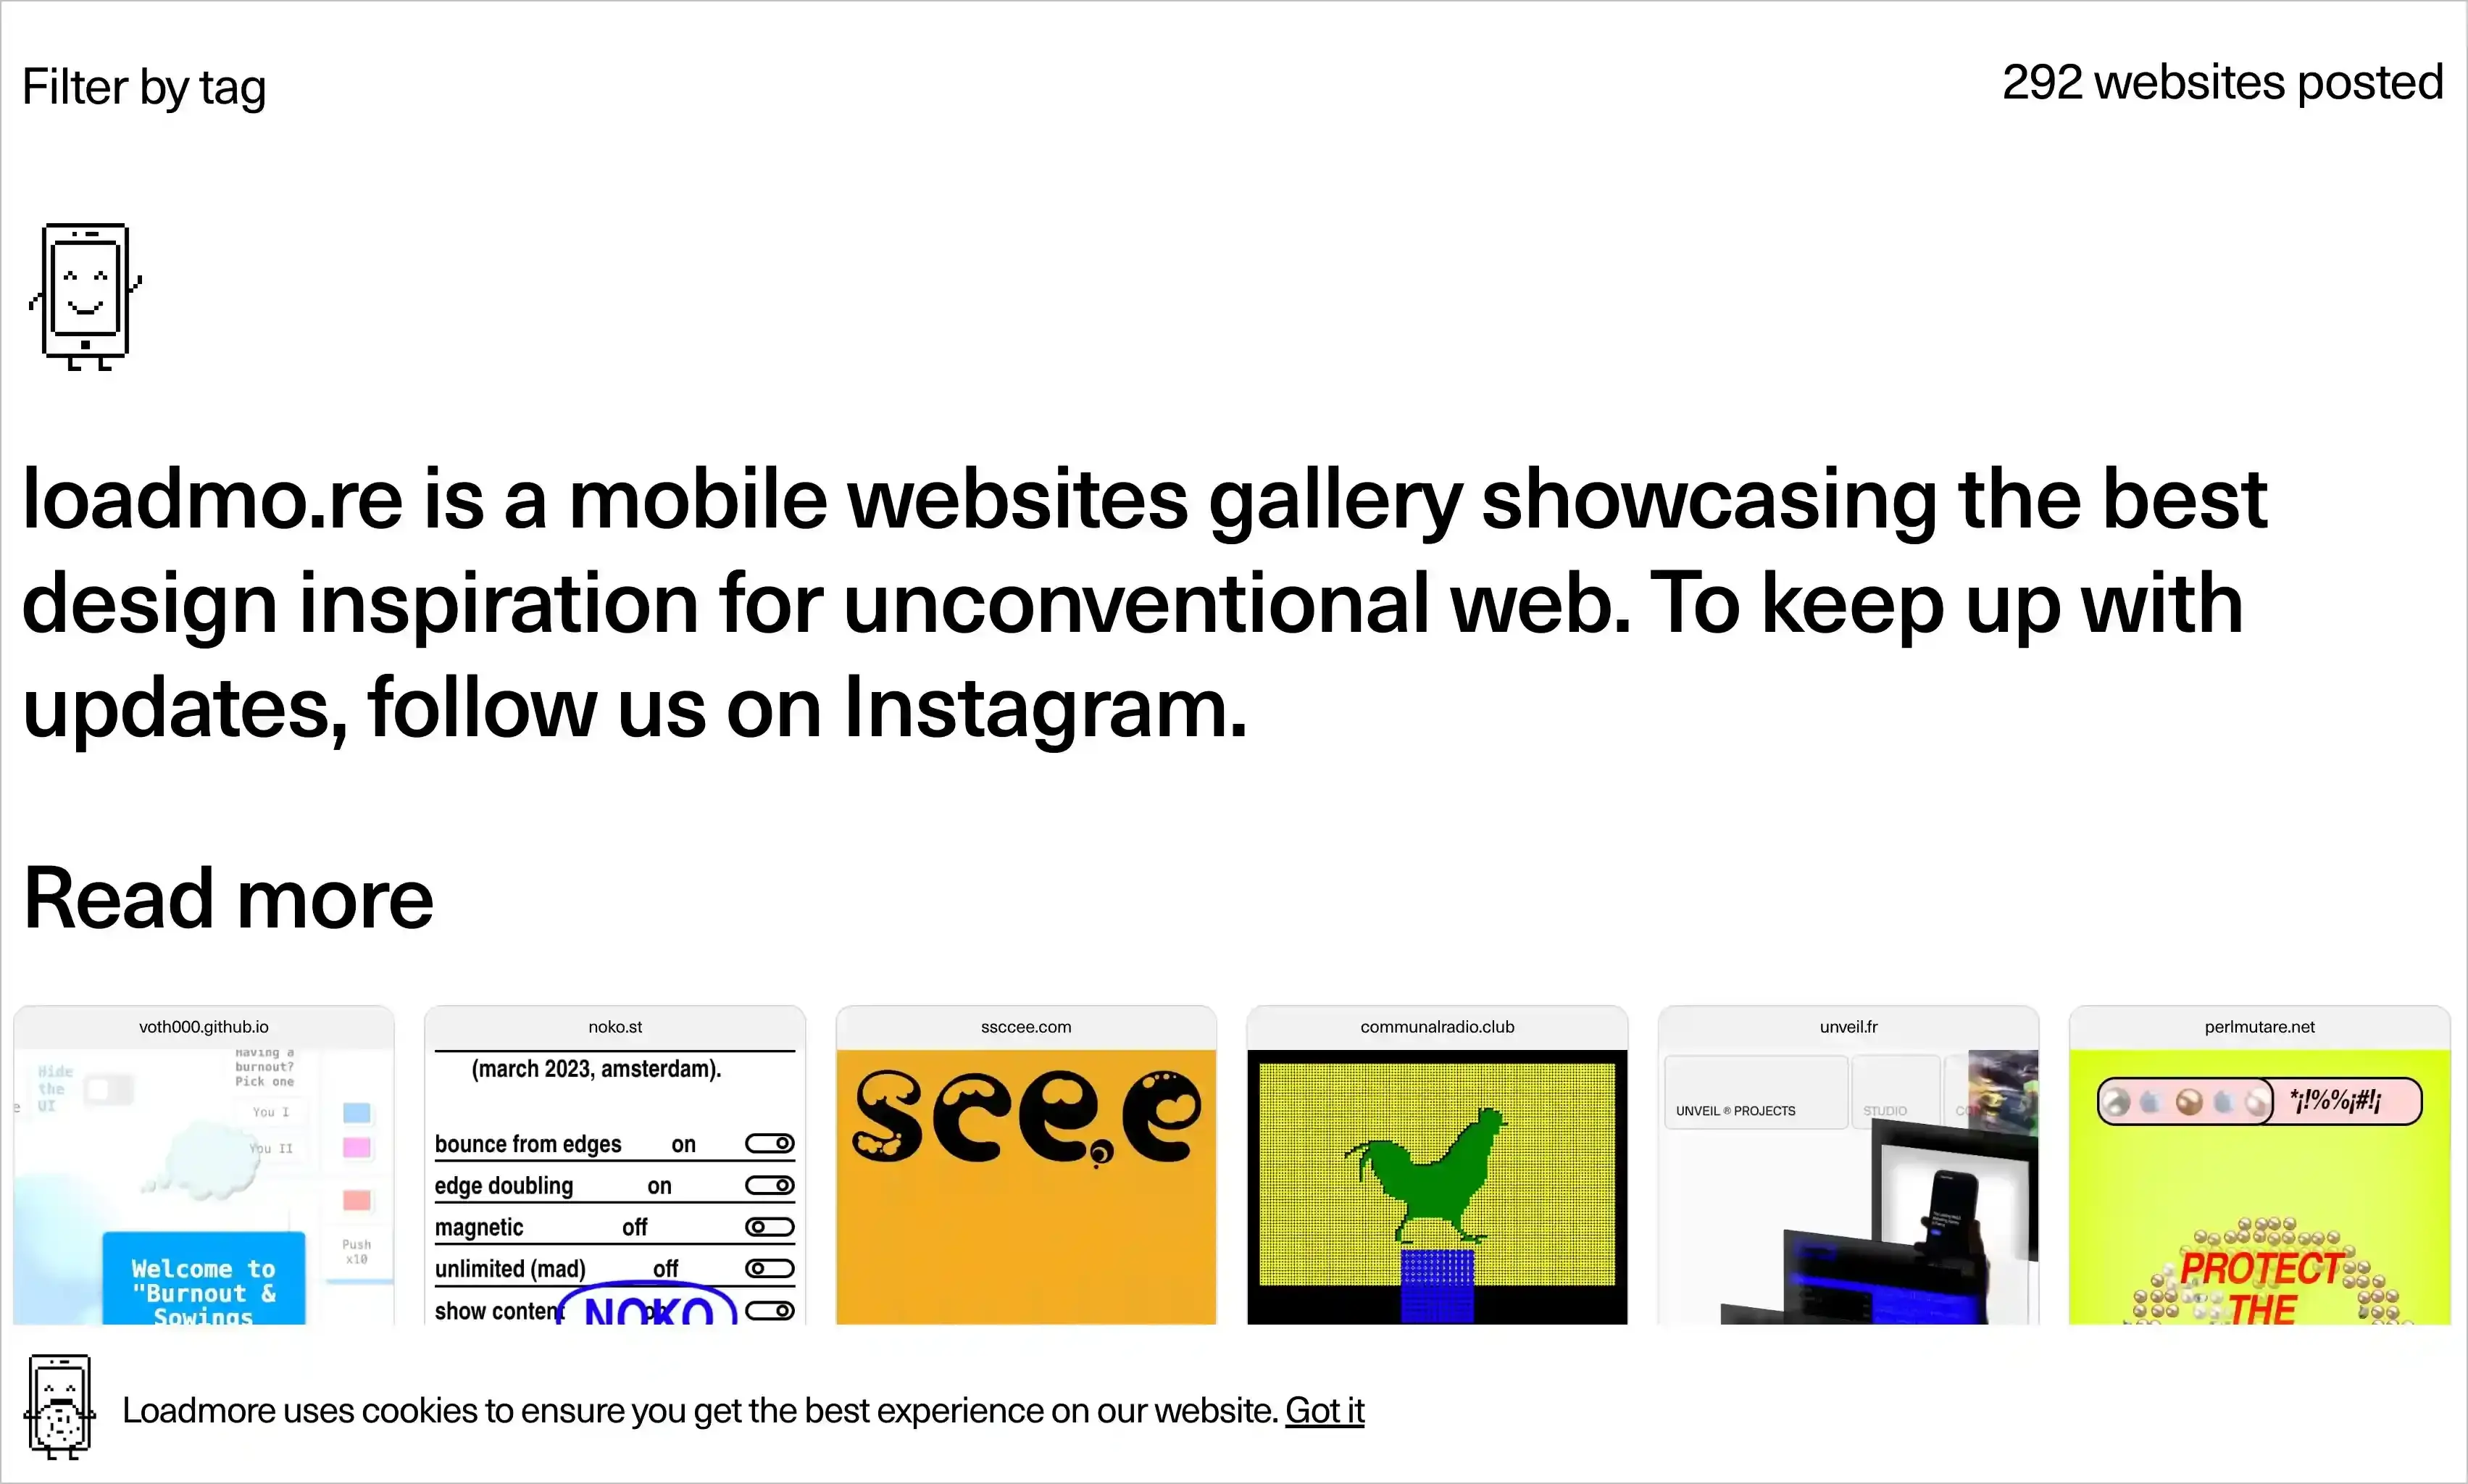 Filter by tag
292 websites posted
loadmo.re is a mobile websites gallery showcasing the best
design inspiration for unconventional web. To keep up with
updates, follow us on Instagram.
Read more
voth000.github.io
Hide
the
UI
Having a
burnout?
Pick one
You I
You II
Push
x10
Welcome to
"Burnout &
Sowings
noko.st
(march 2023, amsterdam).
bounce from edges on
edge doubling on
magnetic off
unlimited (mad) off
show content on
NOKO
ssccee.com
scee
communalradio.club
unveil.fr
UNVEIL ® PROJECTS
STUDIO
perlmutare.net
*¡!%%¡#!¡
PROTECT
THE
Loadmore uses cookies to ensure you get the best experience on our website. Got it